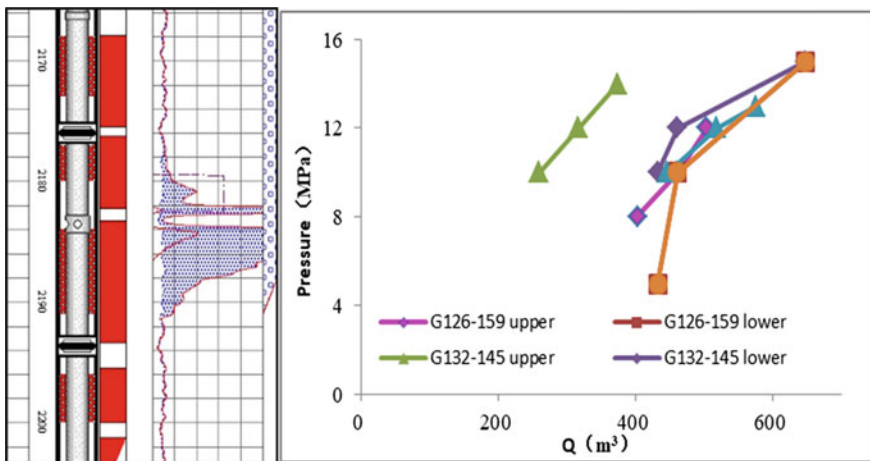 2170
2180
2190
2200
16
12
8
4
0
Pressure（MPa）
G126-159 upper
G126-159 lower
G132-145 upper
G132-145 lower
0
200
400
600
Q（m³）